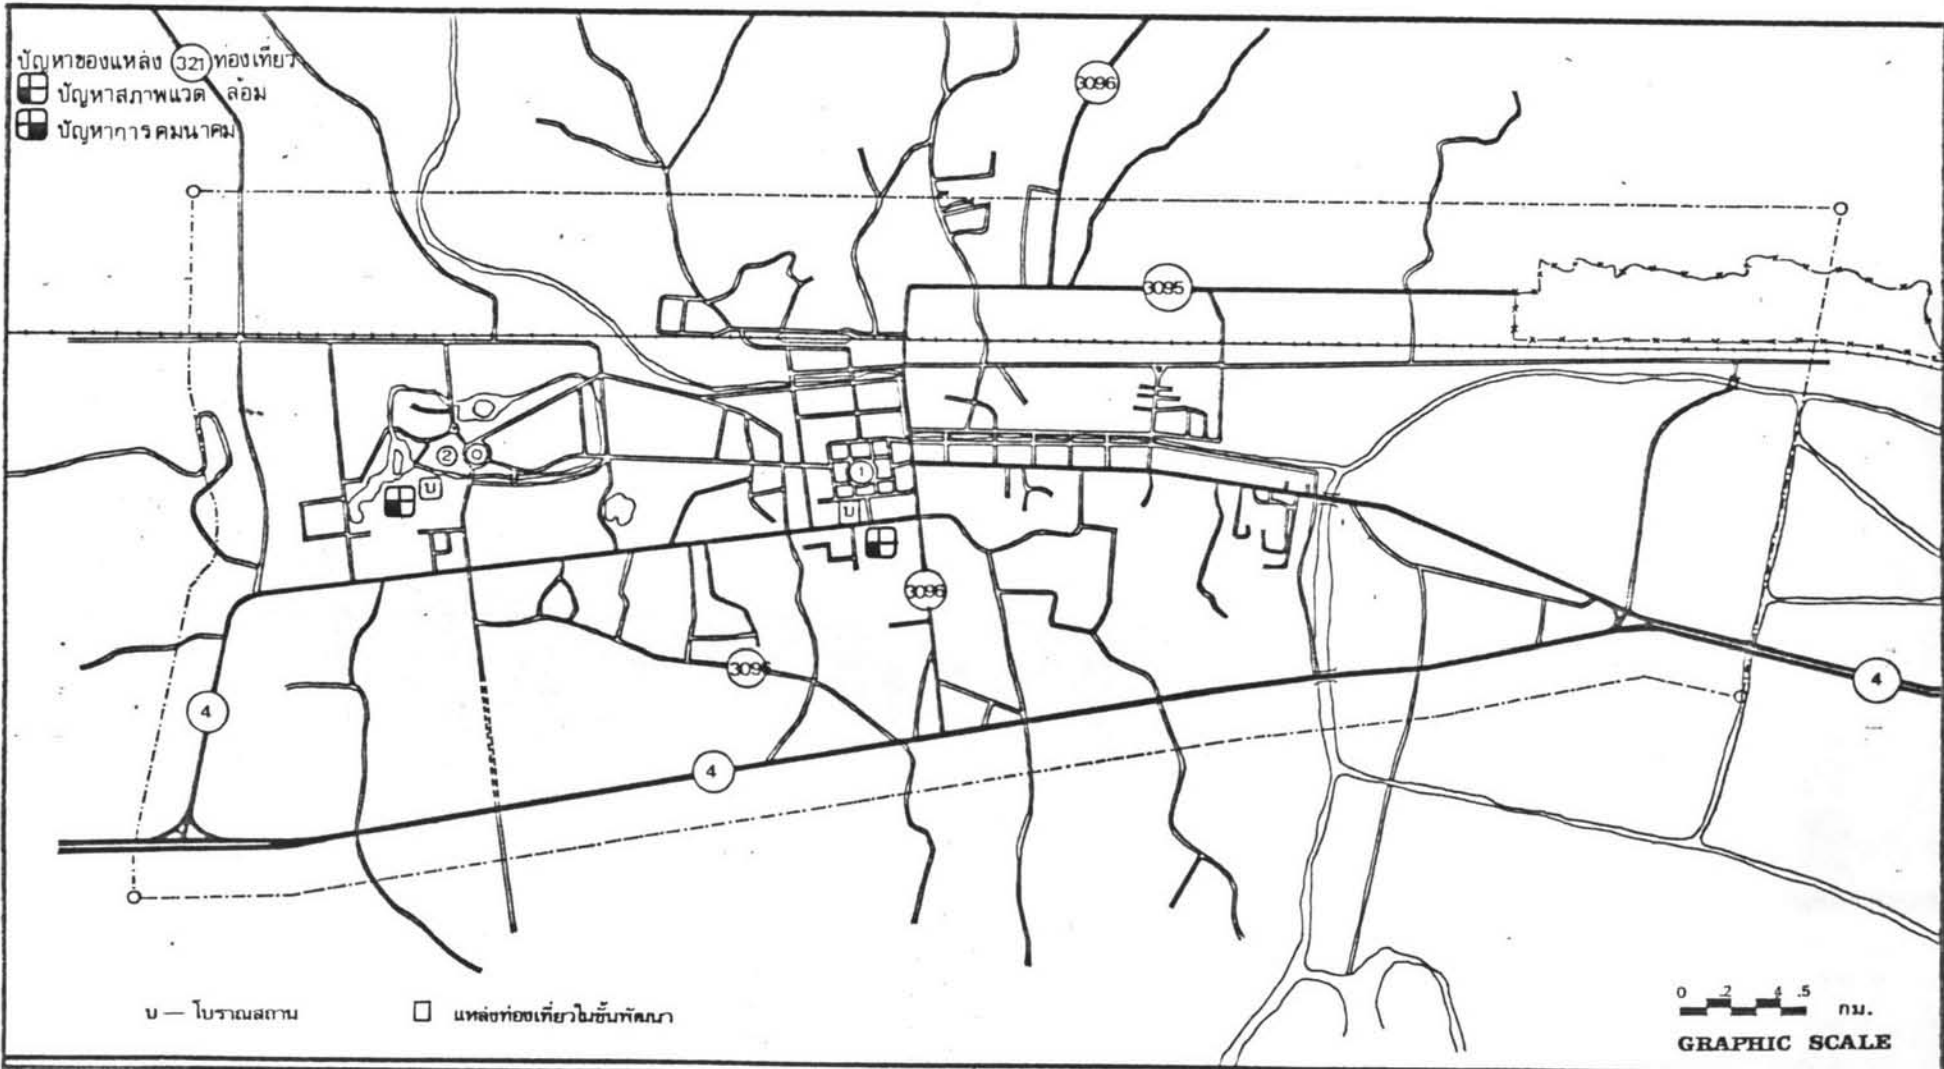 ปัญหาของแหล่ง 321 ท่องเที่ยว
ปัญหาสภาพแวด ล้อม
ปัญหาการคมนาคม
3096
3095
2
1
บ
บ
3096
3095
4
4
4
บ — โบราณสถาน
แหล่งท่องเที่ยวในขั้นพัฒนา
0 .2 .4 .5 กม.
GRAPHIC SCALE